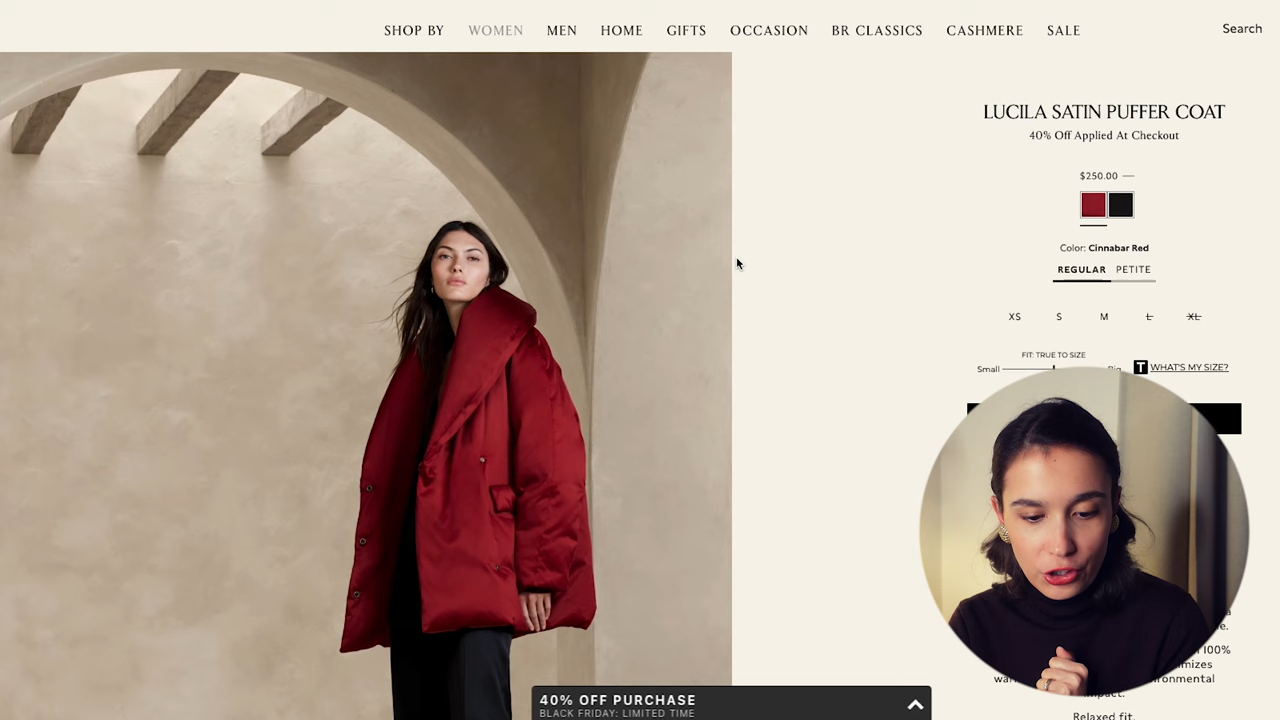 SHOP BY WOMEN MEN HOME GIFTS OCCASION BR CLASSICS CASHMERE SALE
Search
LUCILA SATIN PUFFER COAT
40% Off Applied At Checkout
$250.00 —
Color: Cinnabar Red
REGULAR PETITE
XS S M L XL
FIT: TRUE TO SIZE
Small
T WHAT'S MY SIZE?
100%
Relaxed fit.
40% OFF PURCHASE
BLACK FRIDAY: LIMITED TIME